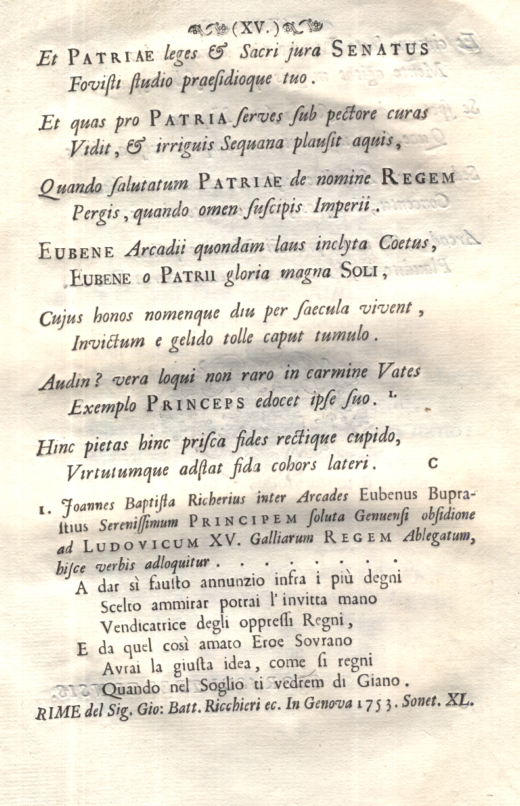 (XV.)
Et PATRIAE leges & Sacri jura SENATUS
Foviſti ſtudio praeſidioque tuo.
Et quas pro PATRIA ſerves ſub pectore curas
Vidit, & irriguis Sequana plauſit aquis,
Quando ſalutatum PATRIAE de nomine REGEM
Pergis, quando omen ſuſcipis Imperii.
EUBENE Arcadii quondam laus inclyta Coetus,
EUBENE o PATRII gloria magna SOLI,
Cujus honos nomenque diu per ſaecula vivent,
Invictum e gelido tolle caput tumulo.
Audin? vera loqui non raro in carmine Vates
Exemplo PRINCEPS edocet ipſe ſuo. 1.
Hinc pietas hinc priſca fides rectique cupido,
Virtutumque adſtat fida cohors lateri. C
1. Joannes Baptiſta Richerius inter Arcades Eubenus Bupra-
ſtius Sereniſſimum PRINCIPEM ſoluta Genuenſi obſidione
ad LUDOVICUM XV. Galliarum REGEM Ablegatum,
hiſce verbis adloquitur . . . . . . . .
A dar sì fauſto annunzio infra i più degni
Scelto ammirar potrai l'invitta mano
Vendicatrice degli oppreſſi Regni,
E da quel così amato Eroe Sovrano
Avrai la giuſta idea, come ſi regni
Quando nel Soglio ti vedrem di Giano.
RIME del Sig. Gio: Batt. Ricchieri ec. In Genova 1753. Sonet. XL.